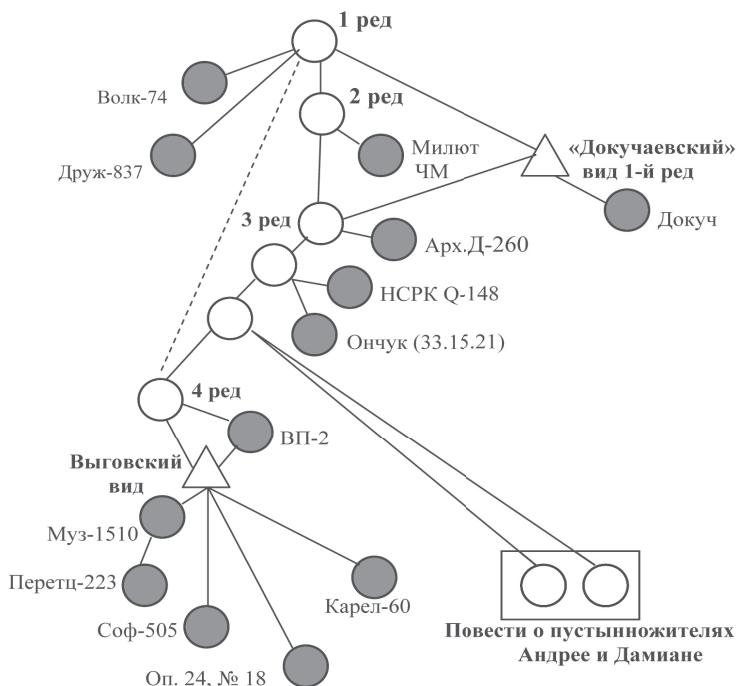 1 ред
Волк-74
2 ред
Друж-837
Милют
ЧМ
«Докучаевский»
вид 1-й ред
Докуч
3 ред
Арх.Д-260
НСРК Q-148
Ончук (33.15.21)
4 ред
ВП-2
Выговский
вид
Муз-1510
Перетц-223
Карел-60
Соф-505
Оп. 24, № 18
Повести о пустынножителях
Андрее и Дамиане